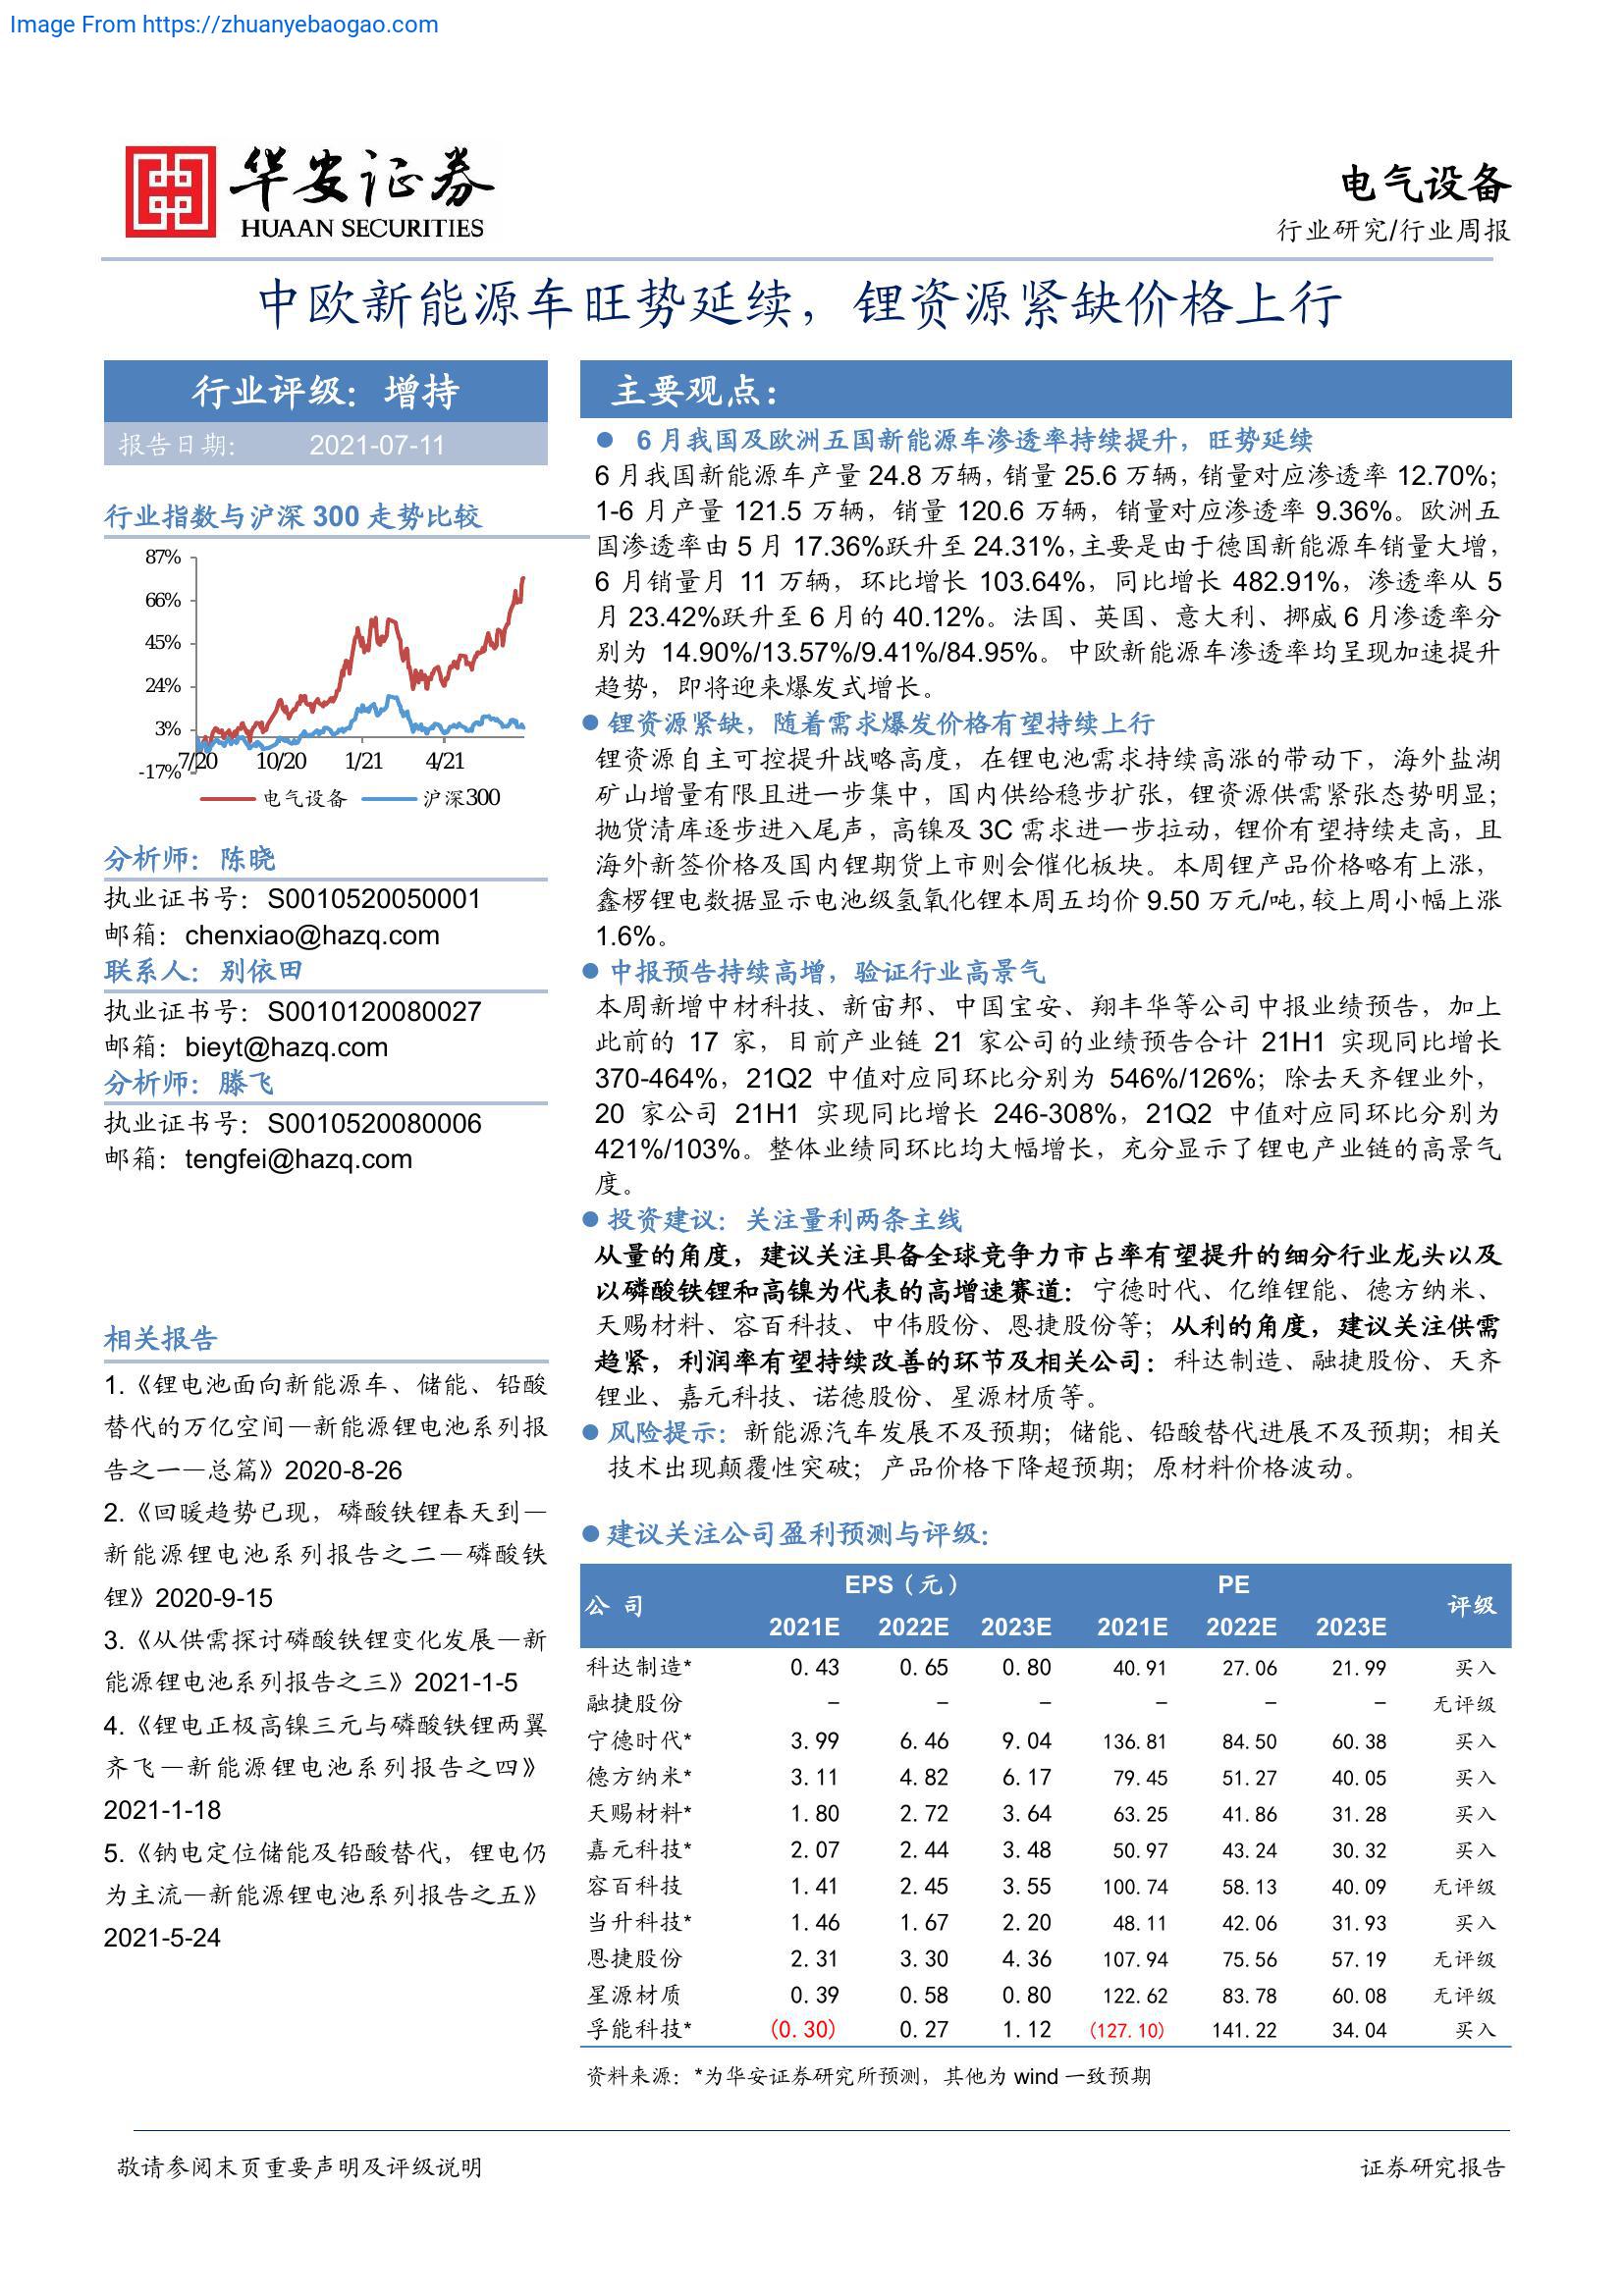 Image From https://zhuanyebaogao.com
华安证券
HUAAN SECURITIES
电气设备
行业研究/行业周报
中欧新能源车旺势延续，锂资源紧缺价格上行
行业评级：增持
报告日期： 2021-07-11
行业指数与沪深 300 走势比较
87%
66%
45%
24%
3%
-17%
7/20 10/20 1/21 4/21
电气设备 沪深300
分析师：陈晓
执业证书号：S0010520050001
邮箱：chenxiao@hazq.com
联系人：别依田
执业证书号：S0010120080027
邮箱：bieyt@hazq.com
分析师：滕飞
执业证书号：S0010520080006
邮箱：tengfei@hazq.com
相关报告
1.《锂电池面向新能源车、储能、铅酸
替代的万亿空间—新能源锂电池系列报
告之一—总篇》2020-8-26
2.《回暖趋势已现，磷酸铁锂春天到—
新能源锂电池系列报告之二—磷酸铁
锂》2020-9-15
3.《从供需探讨磷酸铁锂变化发展—新
能源锂电池系列报告之三》2021-1-5
4.《锂电正极高镍三元与磷酸铁锂两翼
齐飞—新能源锂电池系列报告之四》
2021-1-18
5.《钠电定位储能及铅酸替代，锂电仍
为主流—新能源锂电池系列报告之五》
2021-5-24
主要观点：
● 6 月我国及欧洲五国新能源车渗透率持续提升，旺势延续
6 月我国新能源车产量 24.8 万辆，销量 25.6 万辆，销量对应渗透率 12.70%；
1-6 月产量 121.5 万辆，销量 120.6 万辆，销量对应渗透率 9.36%。欧洲五
国渗透率由 5 月 17.36%跃升至 24.31%，主要是由于德国新能源车销量大增，
6 月销量月 11 万辆，环比增长 103.64%，同比增长 482.91%，渗透率从 5
月 23.42%跃升至 6 月的 40.12%。法国、英国、意大利、挪威 6 月渗透率分
别为 14.90%/13.57%/9.41%/84.95%。中欧新能源车渗透率均呈现加速提升
趋势，即将迎来爆发式增长。
● 锂资源紧缺，随着需求爆发价格有望持续上行
锂资源自主可控提升战略高度，在锂电池需求持续高涨的带动下，海外盐湖
矿山增量有限且进一步集中，国内供给稳步扩张，锂资源供需紧张态势明显；
抛货清库逐步进入尾声，高镍及 3C 需求进一步拉动，锂价有望持续走高，且
海外新签价格及国内锂期货上市则会催化板块。本周锂产品价格略有上涨，
鑫椤锂电数据显示电池级氢氧化锂本周五均价 9.50 万元/吨，较上周小幅上涨
1.6%。
● 中报预告持续高增，验证行业高景气
本周新增中材科技、新宙邦、中国宝安、翔丰华等公司中报业绩预告，加上
此前的 17 家，目前产业链 21 家公司的业绩预告合计 21H1 实现同比增长
370-464%，21Q2 中值对应同环比分别为 546%/126%；除去天齐锂业外，
20 家公司 21H1 实现同比增长 246-308%，21Q2 中值对应同环比分别为
421%/103%。整体业绩同环比均大幅增长，充分显示了锂电产业链的高景气
度。
● 投资建议：关注量利两条主线
从量的角度，建议关注具备全球竞争力市占率有望提升的细分行业龙头以及
以磷酸铁锂和高镍为代表的高增速赛道：宁德时代、亿维锂能、德方纳米、
天赐材料、容百科技、中伟股份、恩捷股份等；从利的角度，建议关注供需
趋紧，利润率有望持续改善的环节及相关公司：科达制造、融捷股份、天齐
锂业、嘉元科技、诺德股份、星源材质等。
● 风险提示：新能源汽车发展不及预期；储能、铅酸替代进展不及预期；相关
技术出现颠覆性突破；产品价格下降超预期；原材料价格波动。
● 建议关注公司盈利预测与评级：
公 司 EPS（元） PE 评级
2021E 2022E 2023E 2021E 2022E 2023E
科达制造* 0.43 0.65 0.80 40.91 27.06 21.99 买入
融捷股份 – – – – – – 无评级
宁德时代* 3.99 6.46 9.04 136.81 84.50 60.38 买入
德方纳米* 3.11 4.82 6.17 79.45 51.27 40.05 买入
天赐材料* 1.80 2.72 3.64 63.25 41.86 31.28 买入
嘉元科技* 2.07 2.44 3.48 50.97 43.24 30.32 买入
容百科技 1.41 2.45 3.55 100.74 58.13 40.09 无评级
当升科技* 1.46 1.67 2.20 48.11 42.06 31.93 买入
恩捷股份 2.31 3.30 4.36 107.94 75.56 57.19 无评级
星源材质 0.39 0.58 0.80 122.62 83.78 60.08 无评级
孚能科技* (0.30) 0.27 1.12 (127.10) 141.22 34.04 买入
资料来源：*为华安证券研究所预测，其他为 wind 一致预期
敬请参阅末页重要声明及评级说明
证券研究报告